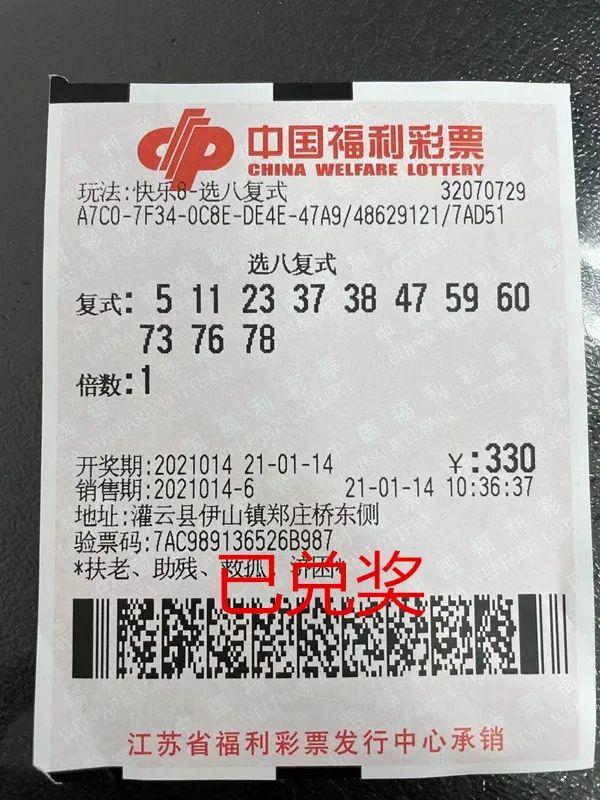 中国福利彩票
CHINA WELFARE LOTTERY
玩法:快乐8-选八复式 32070729
A7C0-7F34-0C8E-DE4E-47A9/48629121/7AD51
选八复式
复式: 5 11 23 37 38 47 59 60
73 76 78
倍数:1
开奖期:2021014 21-01-14 ¥:330
销售期:2021014-6 21-01-14 10:36:37
地址:灌云县伊山镇郑庄桥东侧
验票码:7AC989136526B987
*扶老、助残、救孤、济困*
已兑奖
江苏省福利彩票发行中心承销